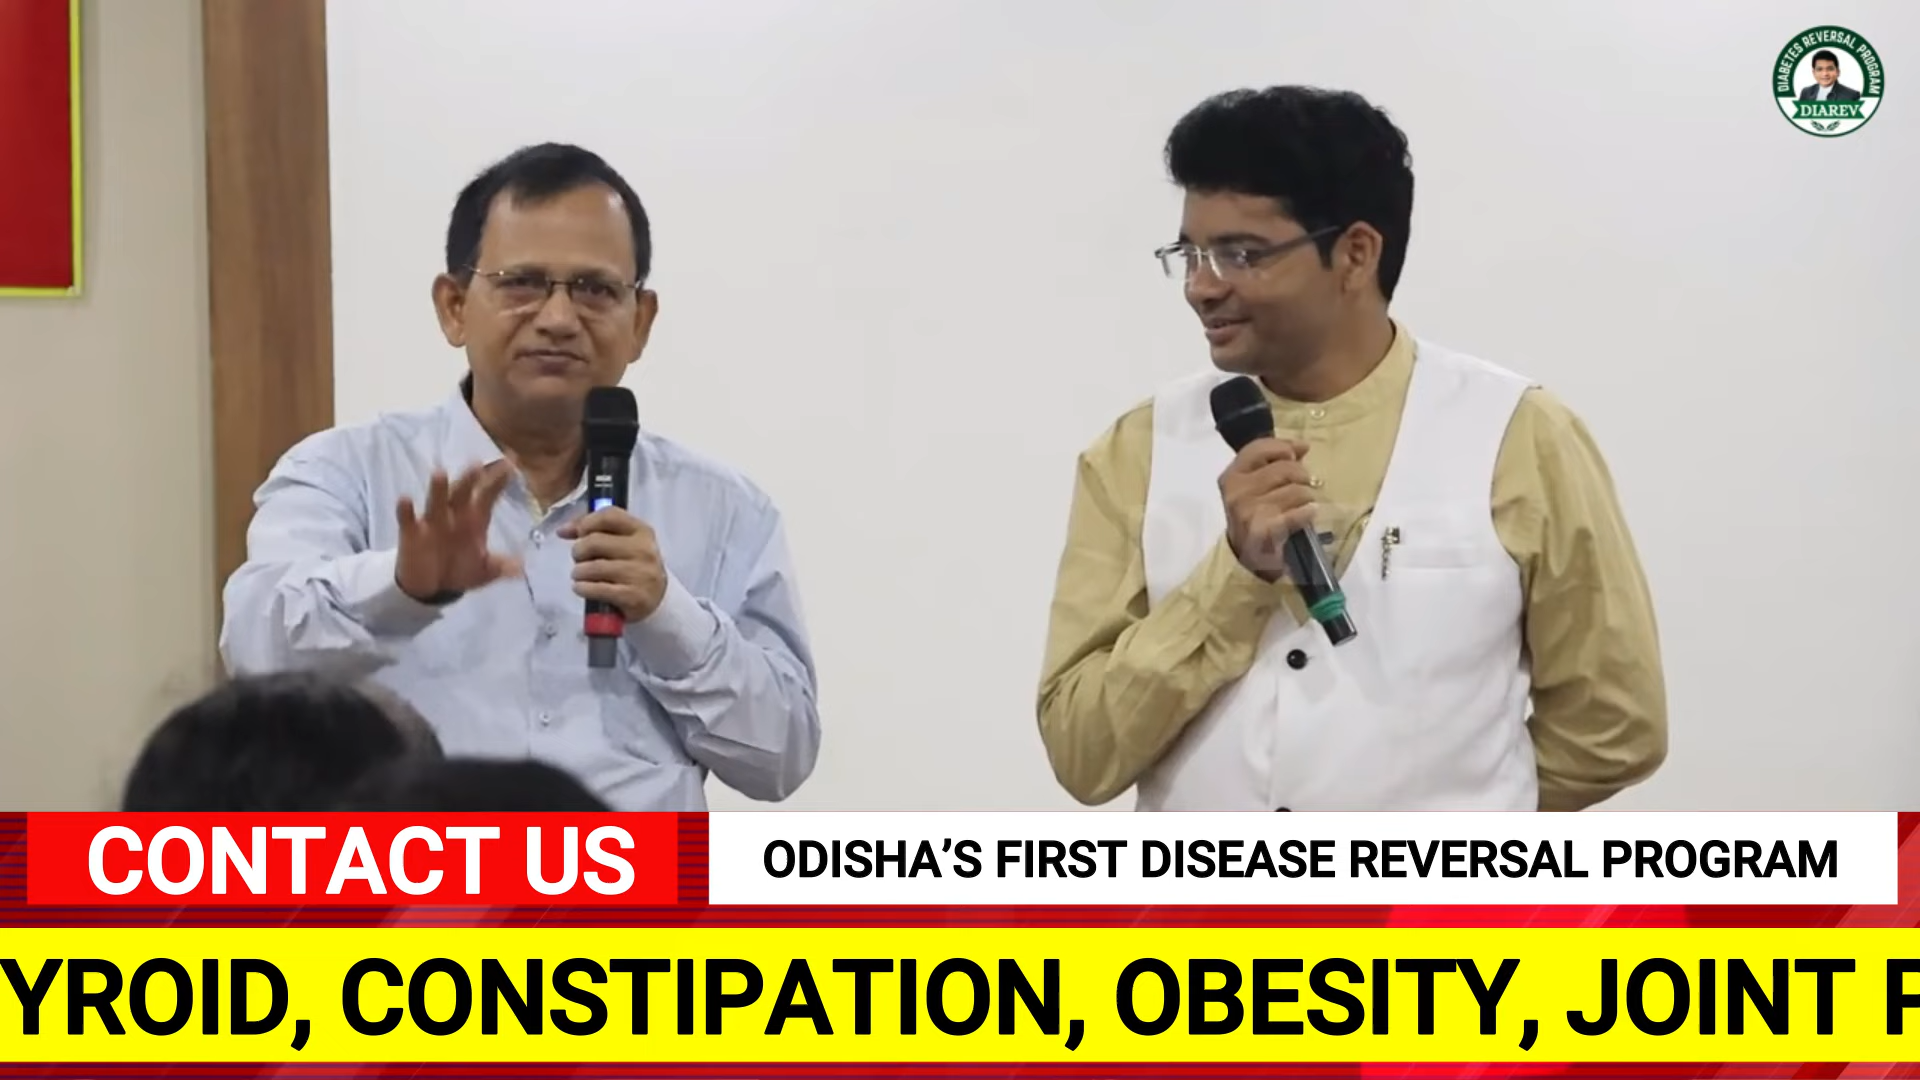 DIABETES REVERSAL PROGRAM
DIAREV
CONTACT US
ODISHA’S FIRST DISEASE REVERSAL PROGRAM
YROID, CONSTIPATION, OBESITY, JOINT P